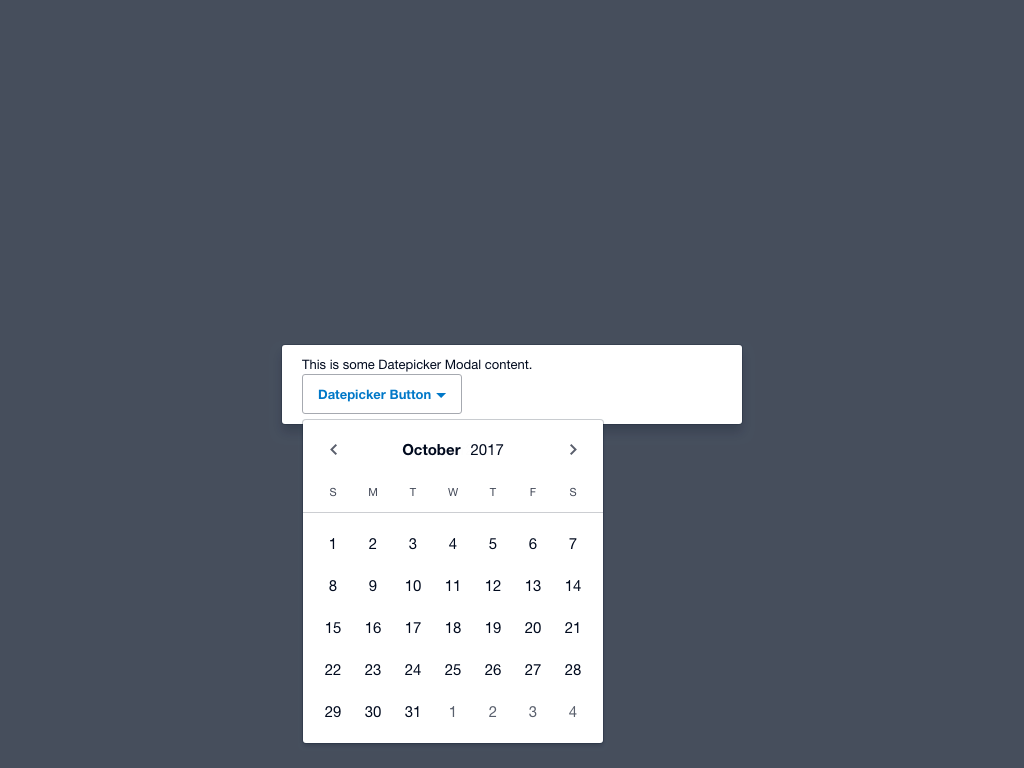 This is some Datepicker Modal content.
Datepicker Button
October 2017
S M T W T F S
1 2 3 4 5 6 7
8 9 10 11 12 13 14
15 16 17 18 19 20 21
22 23 24 25 26 27 28
29 30 31 1 2 3 4